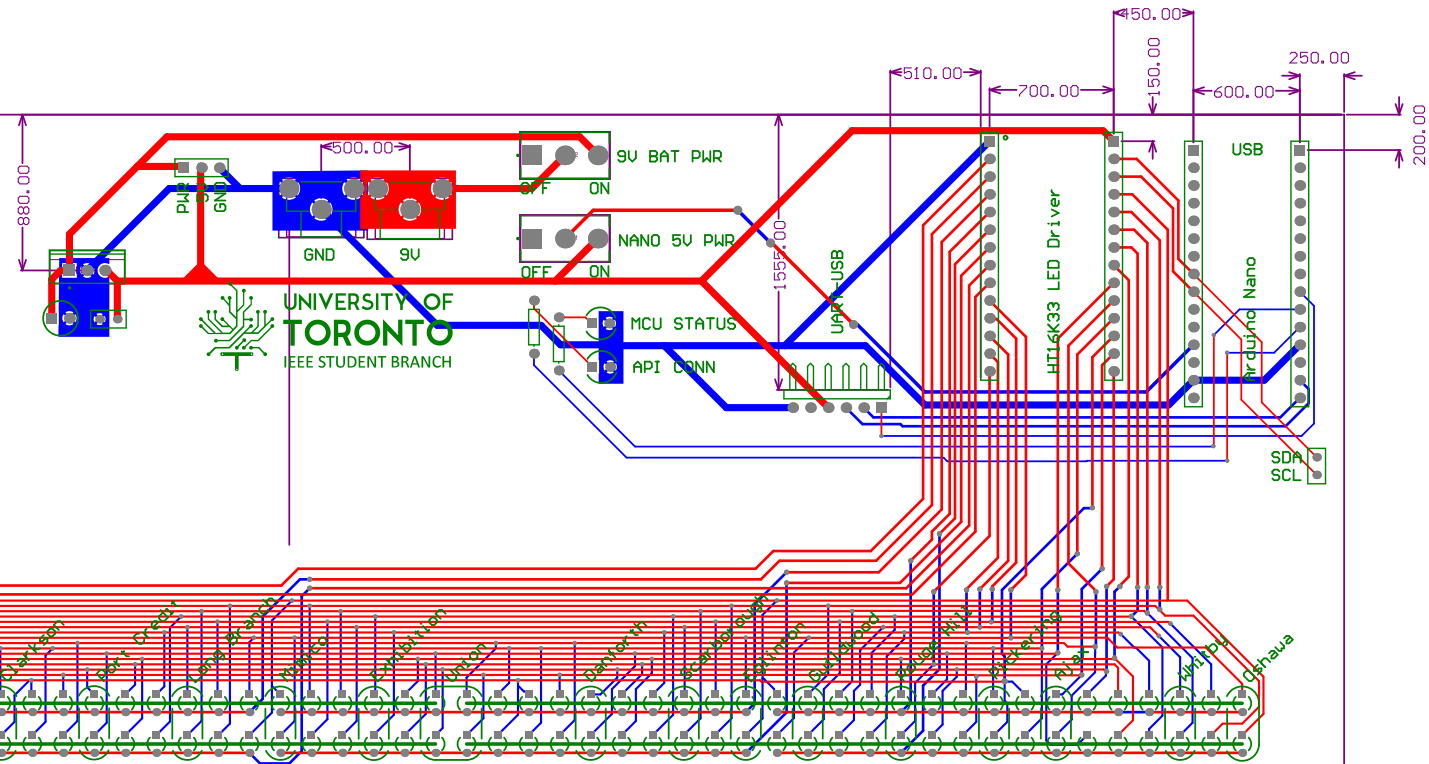 450.00
250.00
510.00
150.00
700.00
600.00
200.00
9V BAT PWR
USB
500.00
880.00
PWR
5V
GND
OFF
ON
GND
9V
NANO 5V PWR
OFF
ON
1555.00
UART-USB
HT16K33 LED Driver
Arduino Nano
UNIVERSITY OF
TORONTO
IEEE STUDENT BRANCH
MCU STATUS
API CONN
SDA
SCL
Clarkson
Port Credit
Long Branch
Mimico
Exhibition
Union
Danforth
Scarborough
Eglinton
Guildwood
Rouge Hill
Pickering
Ajax
Whitby
Oshawa